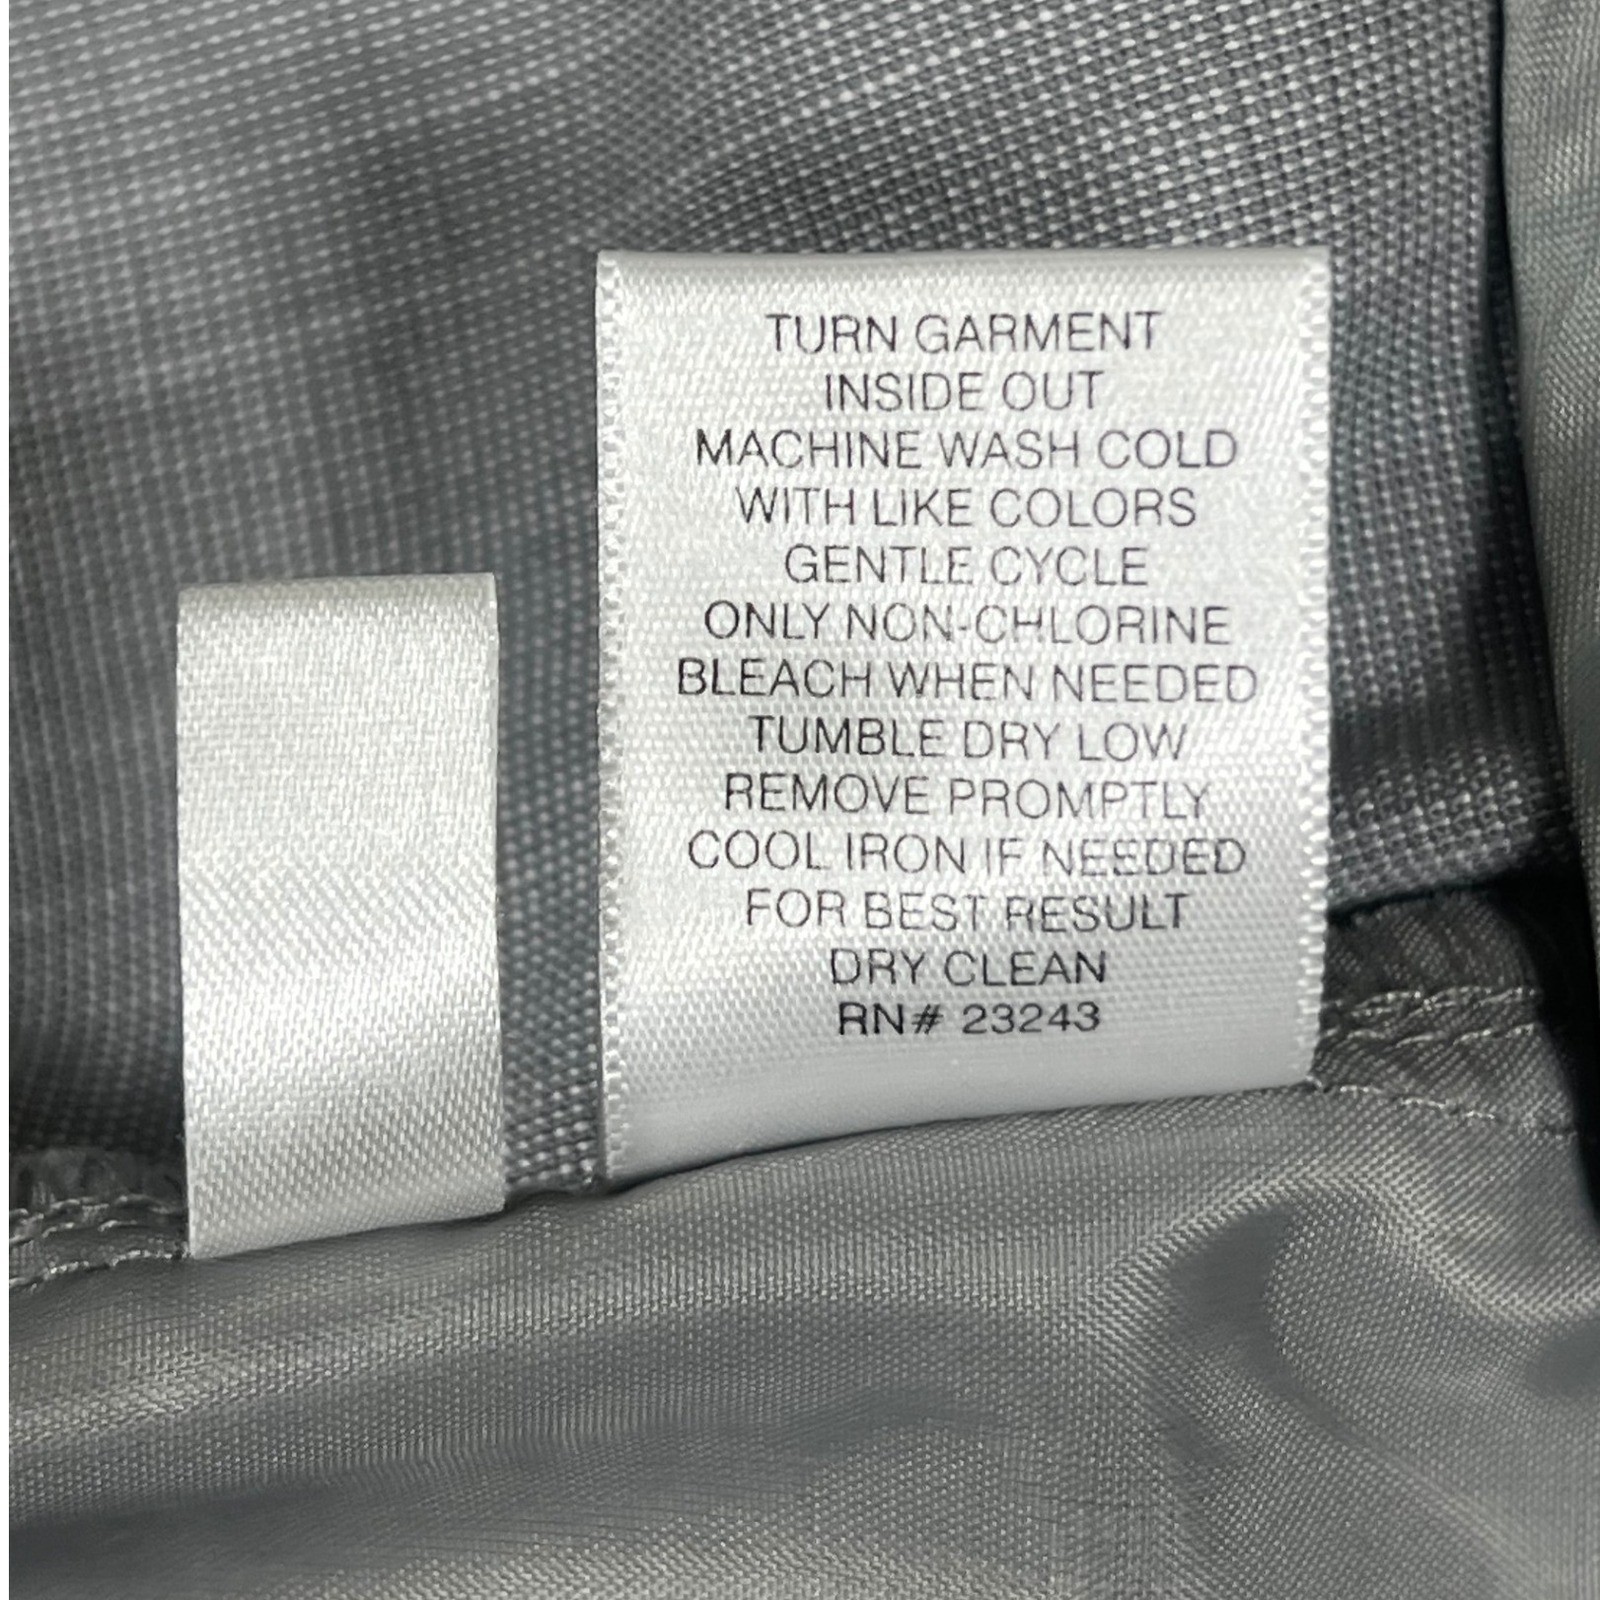 TURN GARMENT
INSIDE OUT
MACHINE WASH COLD
WITH LIKE COLORS
GENTLE CYCLE
ONLY NON-CHLORINE
BLEACH WHEN NEEDED
TUMBLE DRY LOW
REMOVE PROMPTLY
COOL IRON IF NEEDED
FOR BEST RESULT
DRY CLEAN
RN# 23243